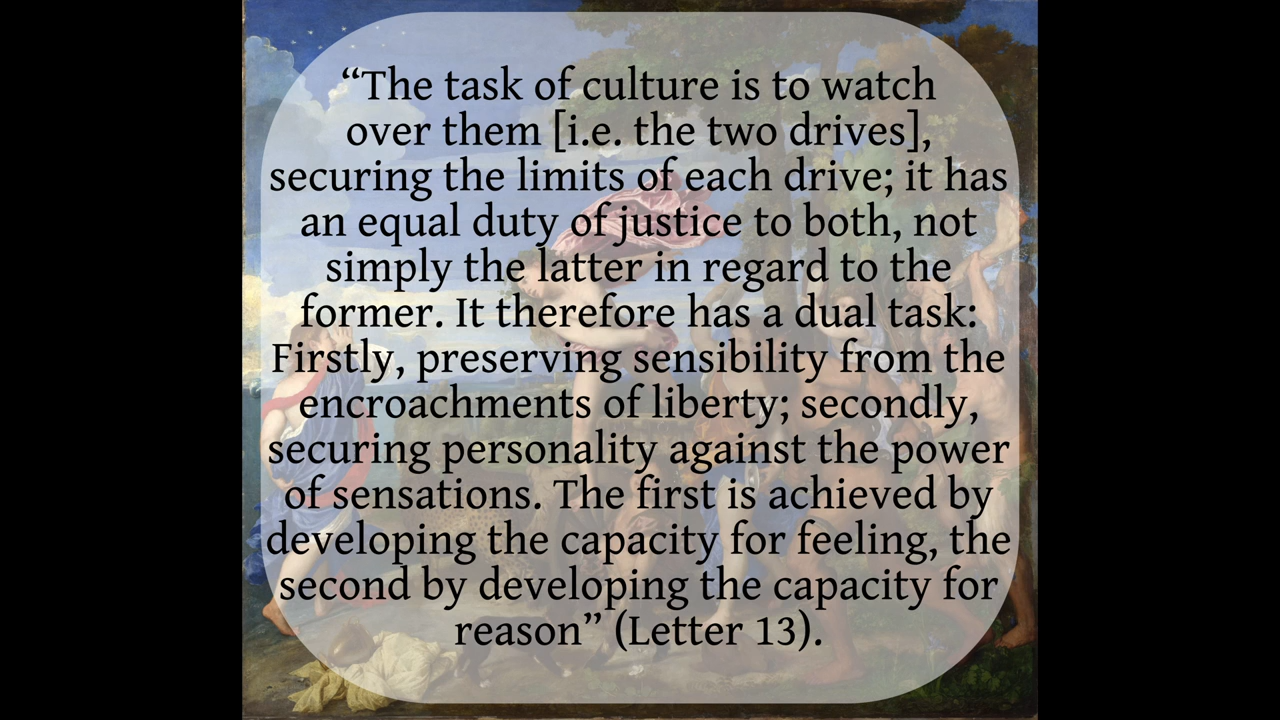 “The task of culture is to watch
over them [i.e. the two drives],
securing the limits of each drive; it has
an equal duty of justice to both, not
simply the latter in regard to the
former. It therefore has a dual task:
Firstly, preserving sensibility from the
encroachments of liberty; secondly,
securing personality against the power
of sensations. The first is achieved by
developing the capacity for feeling, the
second by developing the capacity for
reason” (Letter 13).